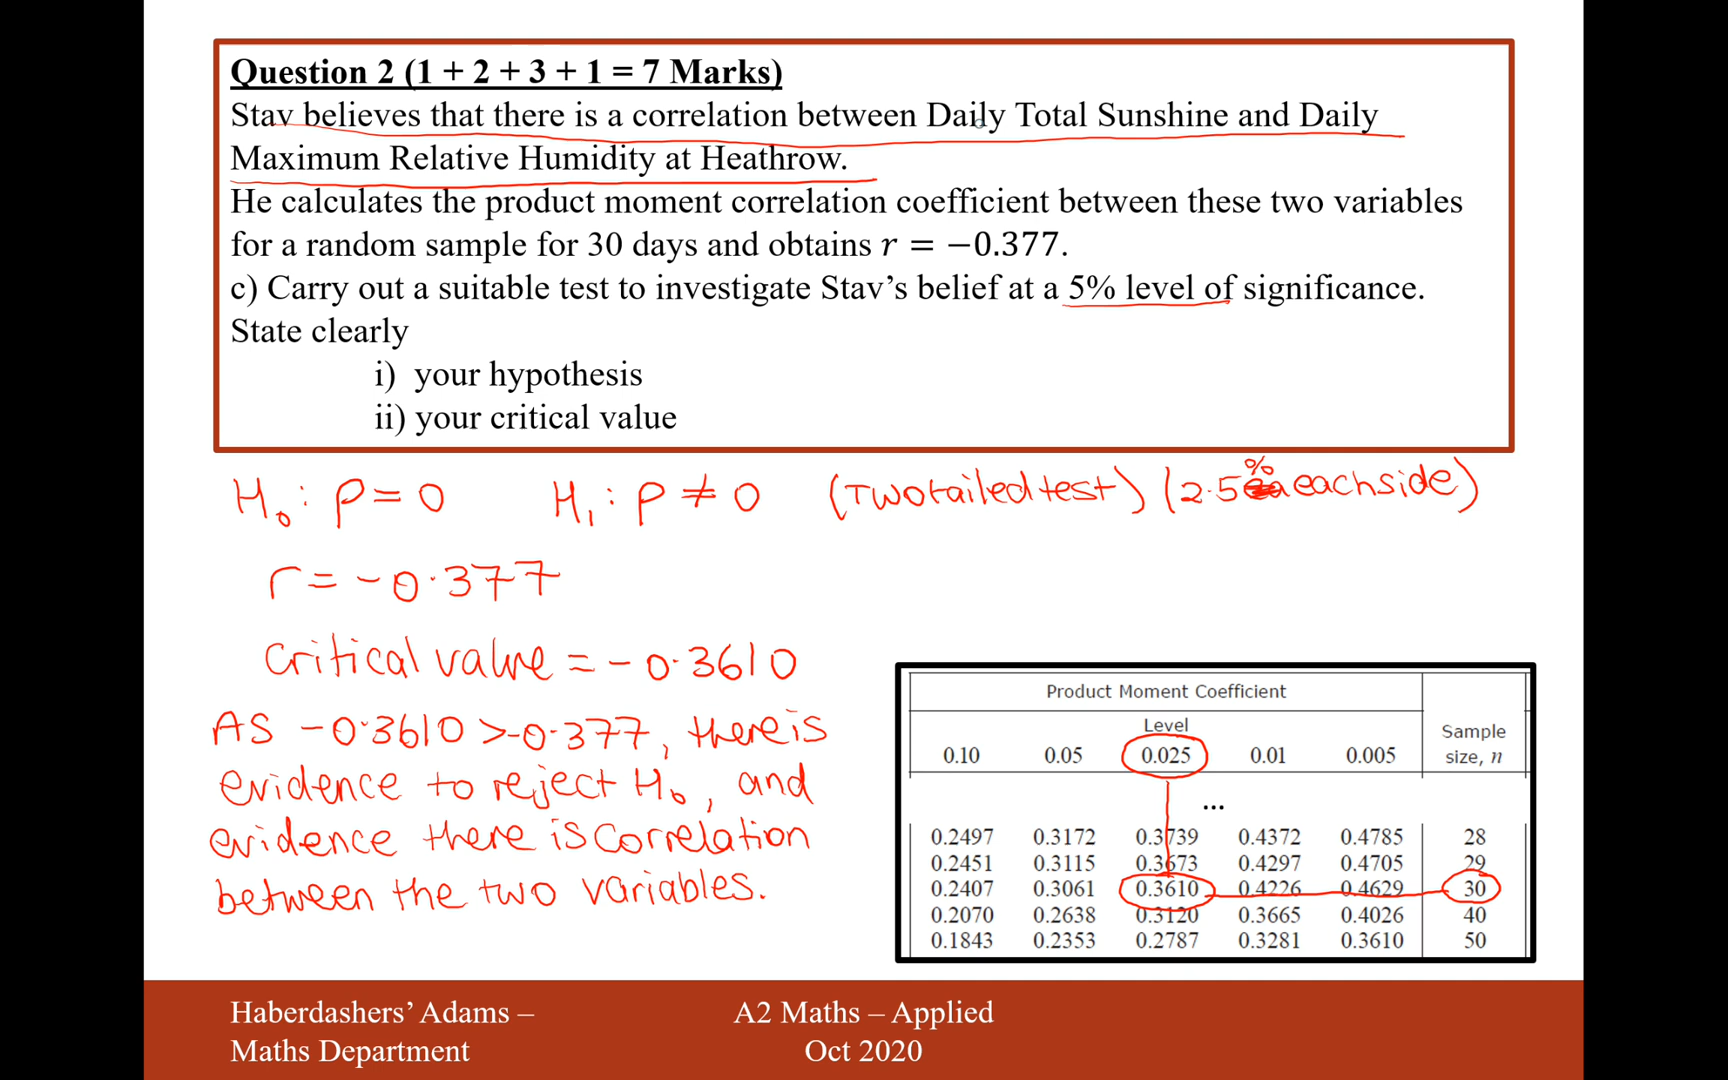 Question 2 (1 + 2 + 3 + 1 = 7 Marks)
Stav believes that there is a correlation between Daily Total Sunshine and Daily
Maximum Relative Humidity at Heathrow.
He calculates the product moment correlation coefficient between these two variables
for a random sample for 30 days and obtains r = −0.377.
c) Carry out a suitable test to investigate Stav’s belief at a 5% level of significance.
State clearly
i) your hypothesis
ii) your critical value
H₀ : ρ = 0 H₁ : ρ ≠ 0 (Two tailed test) (2.5% each side)
r = -0.377
Critical value = -0.3610
As -0.3610 > -0.377, there is
evidence to reject H₀, and
evidence there is correlation
between the two variables.
Product Moment Coefficient
Level
Sample
0.10 0.05 0.025 0.01 0.005 size, n
...
0.2497 0.3172 0.3739 0.4372 0.4785 28
0.2451 0.3115 0.3673 0.4297 0.4705 29
0.2407 0.3061 0.3610 0.4226 0.4629 30
0.2070 0.2638 0.3120 0.3665 0.4026 40
0.1843 0.2353 0.2787 0.3281 0.3610 50
Haberdashers’ Adams –
Maths Department
A2 Maths – Applied
Oct 2020